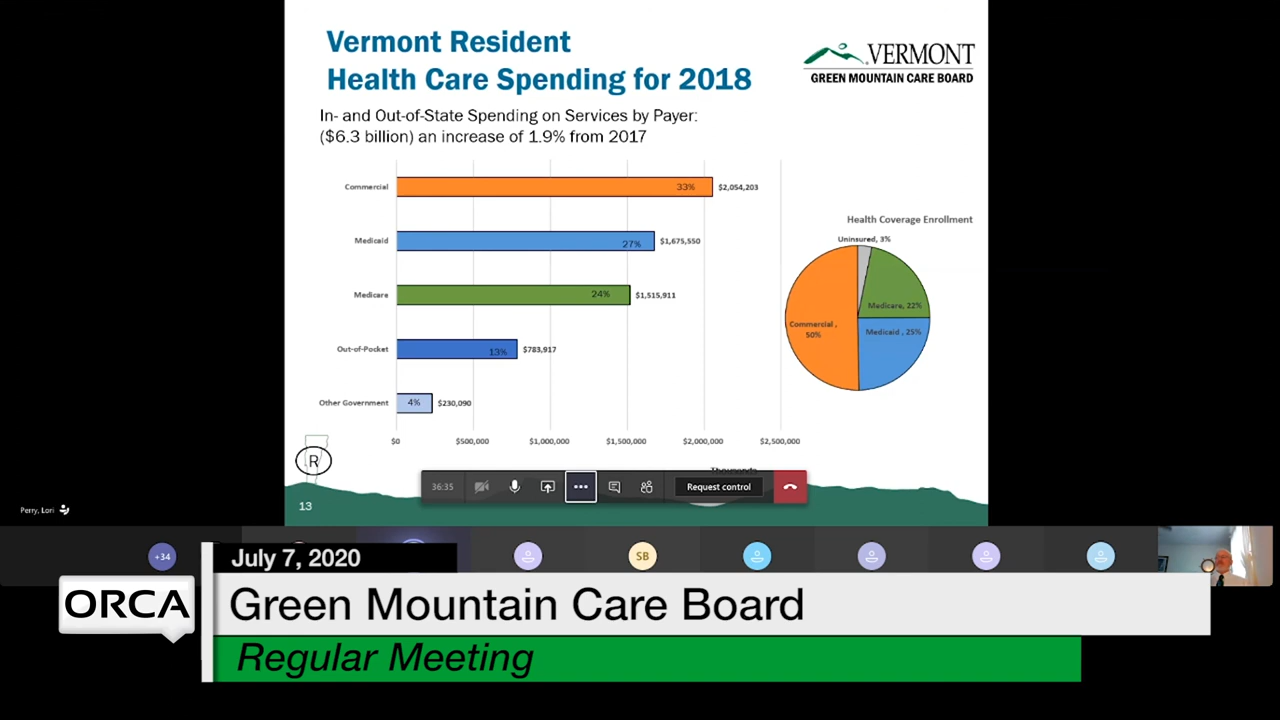 Vermont Resident
Health Care Spending for 2018
VERMONT
GREEN MOUNTAIN CARE BOARD
In- and Out-of-State Spending on Services by Payer:
($6.3 billion) an increase of 1.9% from 2017
Commercial 33% $2,054,203
Medicaid 27% $1,675,550
Medicare 24% $1,515,911
Out-of-Pocket 13% $783,917
Other Government 4% $230,090
$0 $500,000 $1,000,000 $1,500,000 $2,000,000 $2,500,000
Thousands
Health Coverage Enrollment
Uninsured, 3%
Medicare, 22%
Commercial ,
50%
Medicaid , 25%
R
13
36:35
Request control
Perry, Lori
+34
SB
July 7, 2020
ORCA
Green Mountain Care Board
Regular Meeting